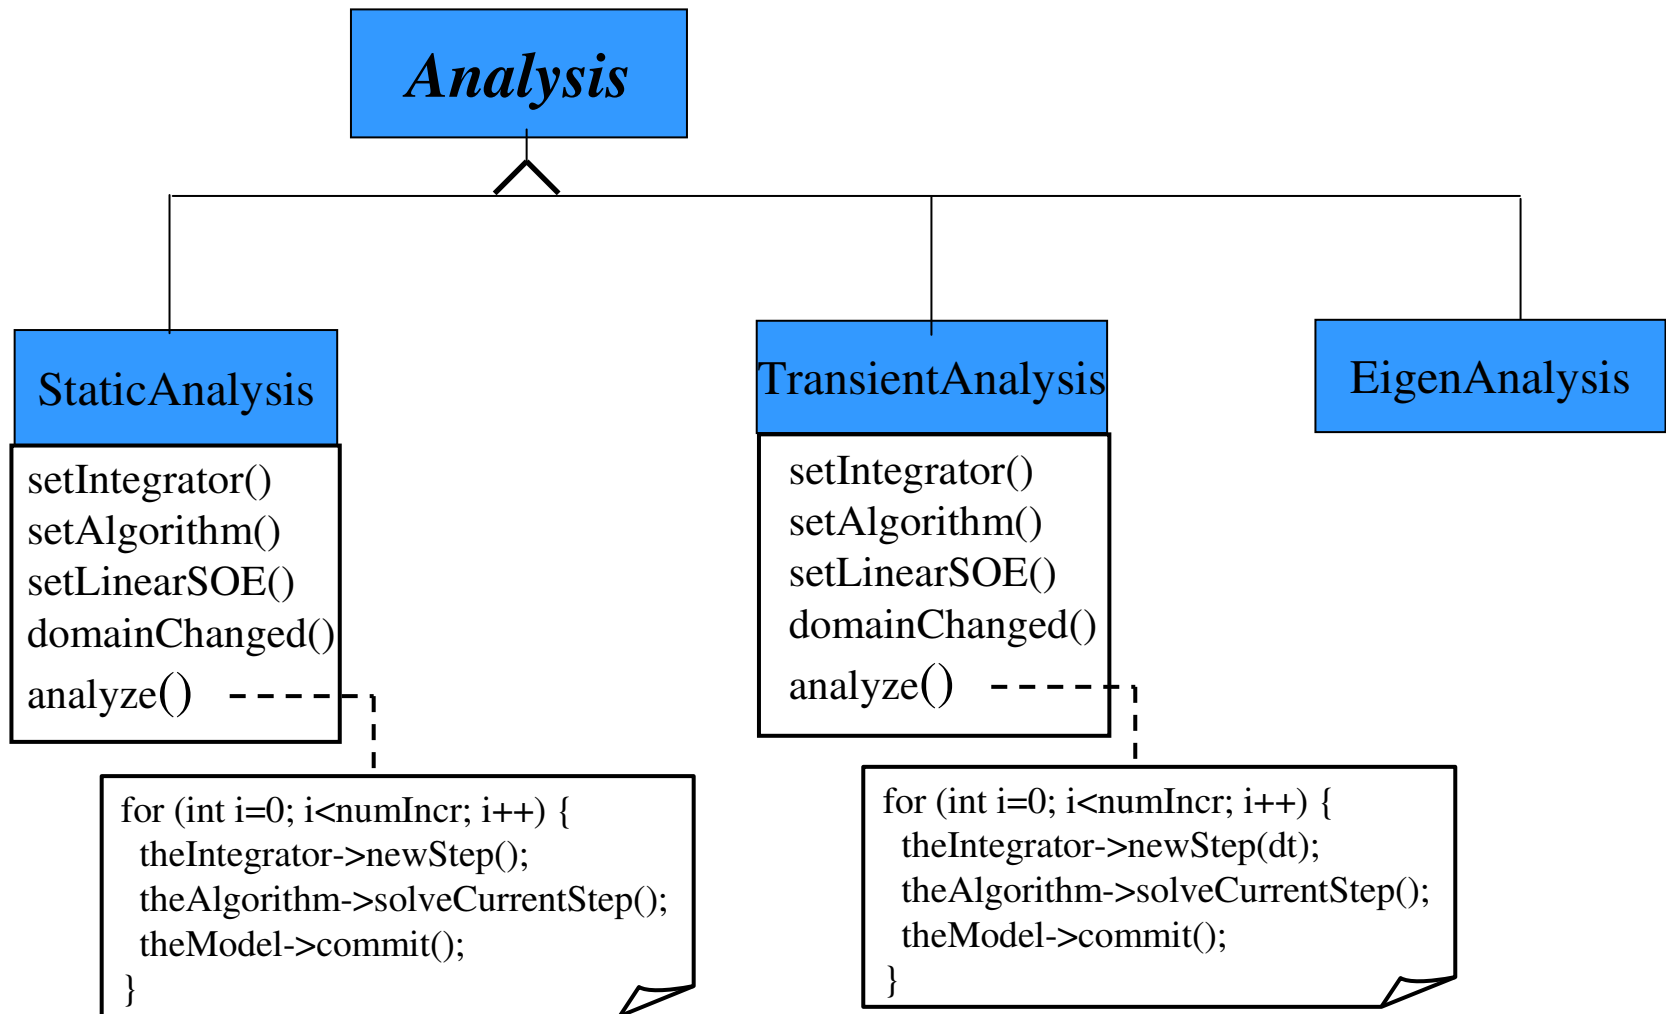 Analysis
StaticAnalysis
setIntegrator()
setAlgorithm()
setLinearSOE()
domainChanged()
analyze()
for (int i=0; i<numIncr; i++) {
theIntegrator->newStep();
theAlgorithm->solveCurrentStep();
theModel->commit();
}
TransientAnalysis
setIntegrator()
setAlgorithm()
setLinearSOE()
domainChanged()
analyze()
for (int i=0; i<numIncr; i++) {
theIntegrator->newStep(dt);
theAlgorithm->solveCurrentStep();
theModel->commit();
}
EigenAnalysis